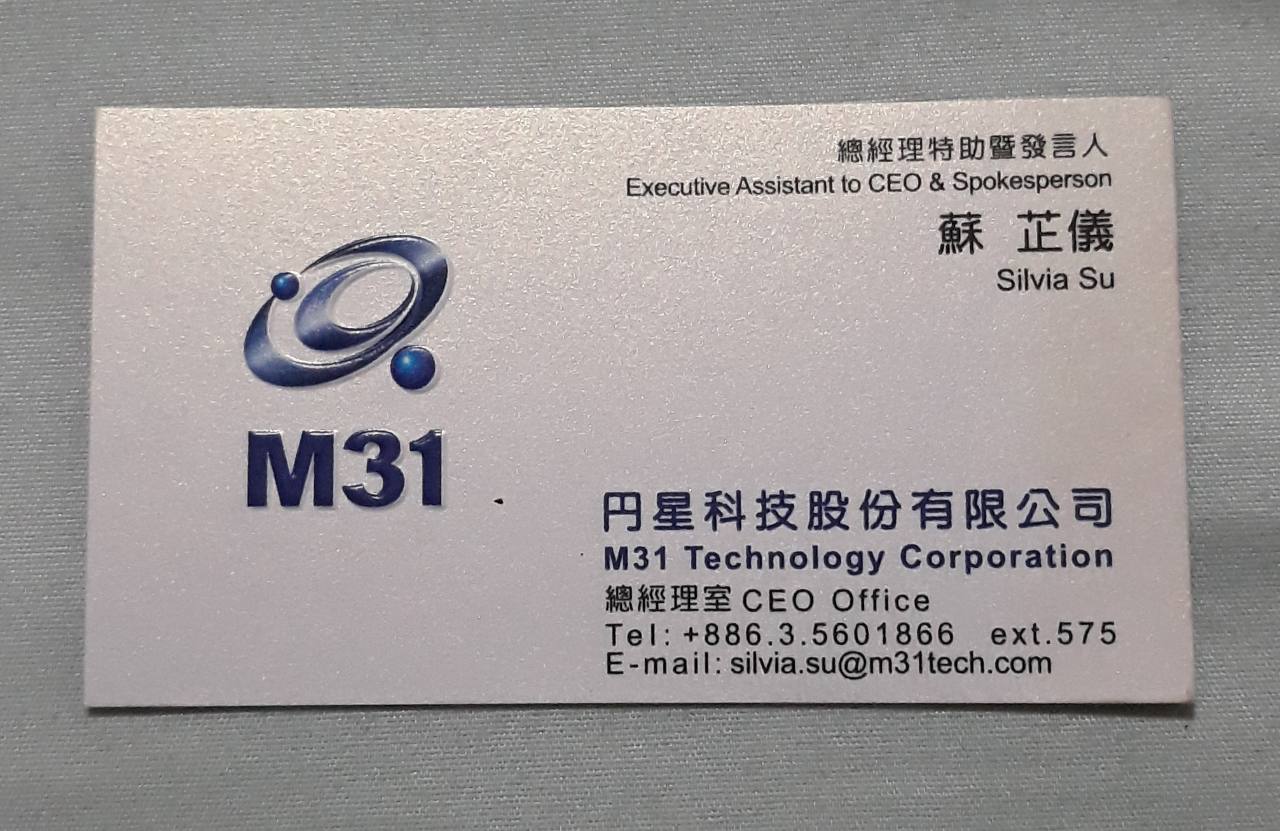 總經理特助暨發言人
Executive Assistant to CEO & Spokesperson
蘇 芷儀
Silvia Su
M31
円星科技股份有限公司
M31 Technology Corporation
總經理室 CEO Office
Tel: +886.3.5601866 ext.575
E-mail: silvia.su@m31tech.com